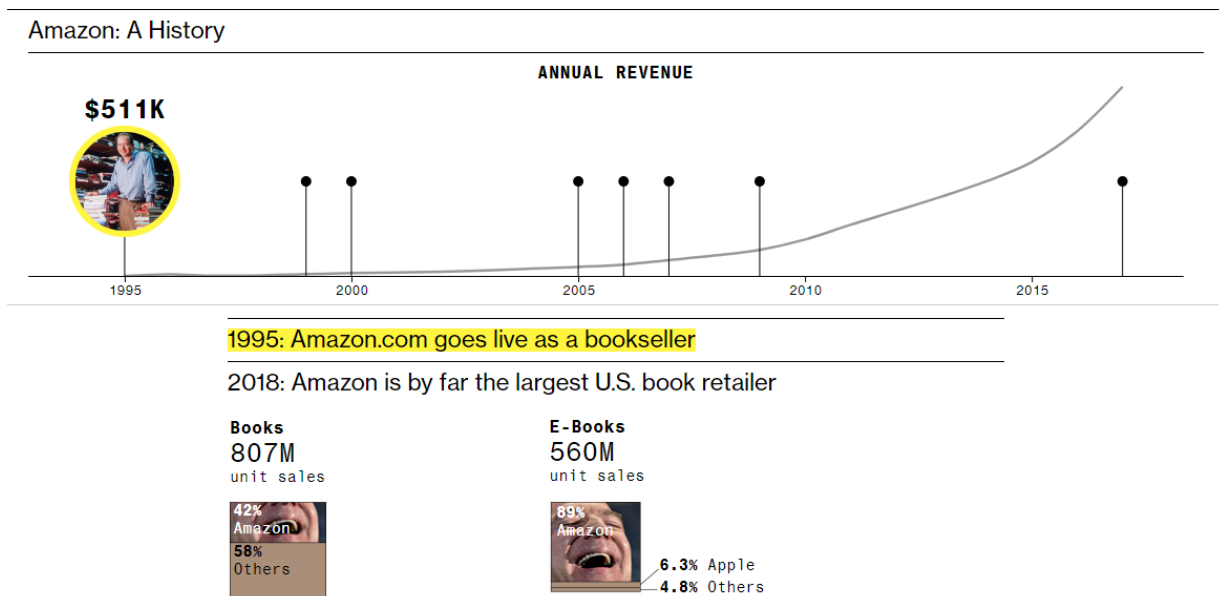 Amazon: A History
ANNUAL REVENUE
$511K
1995 2000 2005 2010 2015
1995: Amazon.com goes live as a bookseller
2018: Amazon is by far the largest U.S. book retailer
Books
807M
unit sales
42%
Amazon
58%
Others
E-Books
560M
unit sales
89%
Amazon
6.3% Apple
4.8% Others